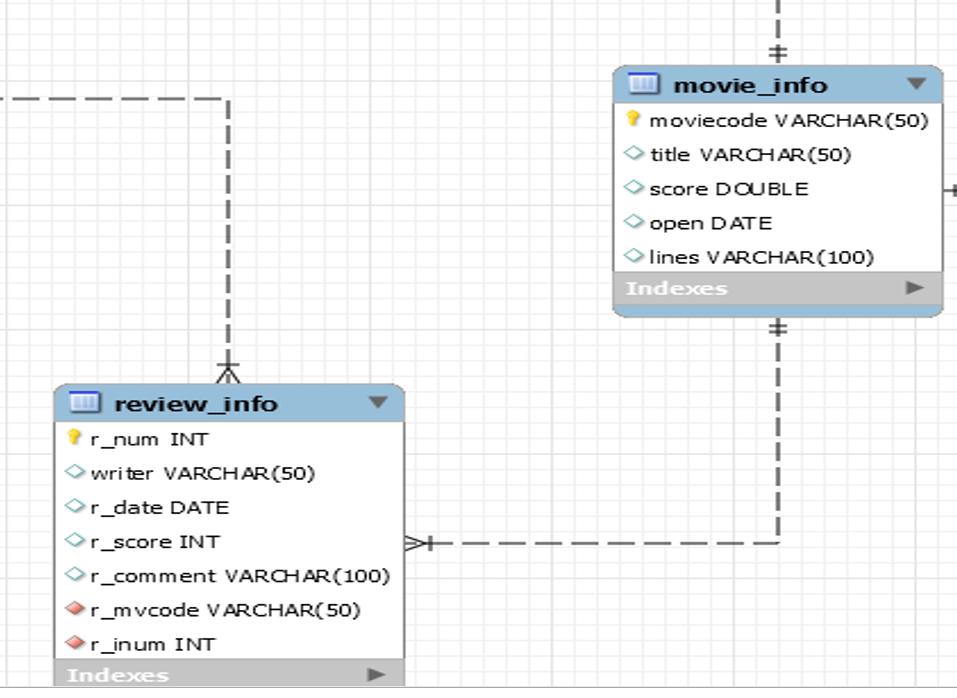 movie_info
moviecode VARCHAR(50)
title VARCHAR(50)
score DOUBLE
open DATE
lines VARCHAR(100)
Indexes
review_info
r_num INT
writer VARCHAR(50)
r_date DATE
r_score INT
r_comment VARCHAR(100)
r_mvcode VARCHAR(50)
r_inum INT
Indexes